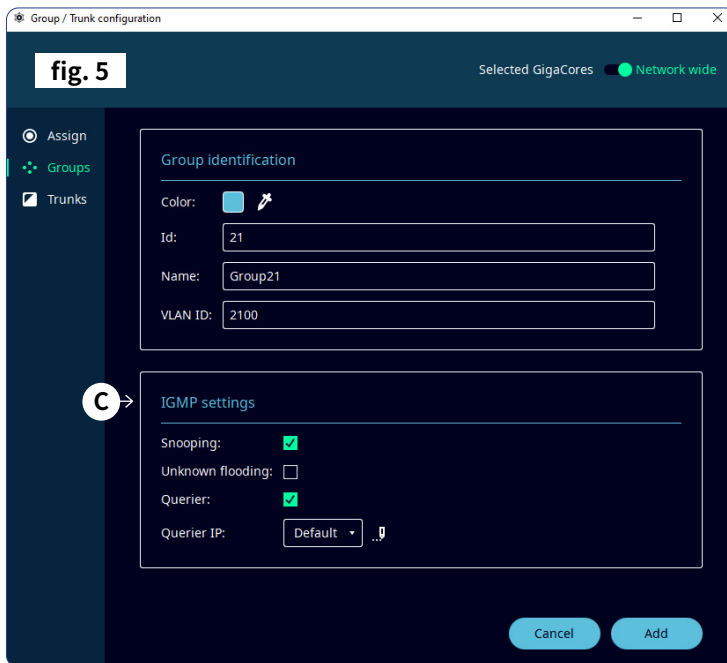 Group / Trunk configuration
fig. 5
Selected GigaCores Network wide
Assign
Groups
Trunks
Group identification
Color:
Id: 21
Name: Group21
VLAN ID: 2100
C
IGMP settings
Snooping:
Unknown flooding:
Querier:
Querier IP: Default
Cancel Add